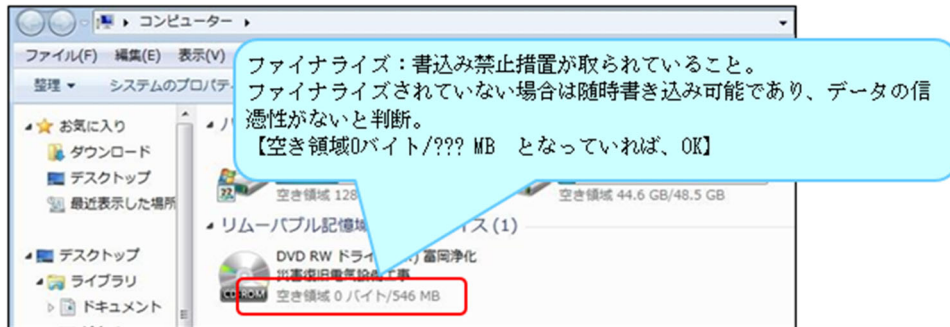 コンピューター
ファイル(F) 編集(E) 表示(V)
整理 システムのプロパティ
ファイナライズ：書込み禁止措置が取られていること。
ファイナライズされていない場合は随時書き込み可能であり、データの信
憑性がないと判断。
【空き領域0バイト/??? MB となっていれば、OK】
お気に入り
ダウンロード
デスクトップ
最近表示した場所
デスクトップ
ライブラリ
ドキュメント
空き領域 128
空き領域 44.6 GB/48.5 GB
リムーバブル記憶域
イス (1)
DVD RW ドライ
) 富岡浄化
災害復旧電気設備工事
CD-ROM
空き領域 0 バイト/546 MB